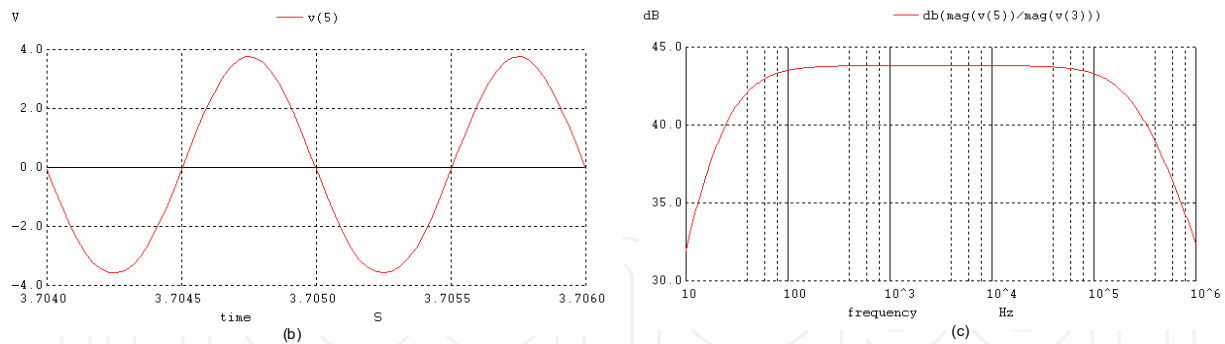 V
v(5)
4.0
2.0
0.0
-2.0
-4.0
3.7040 3.7045 3.7050 3.7055 3.7060
time S
(b)
dB
db(mag(v(5))/mag(v(3)))
45.0
40.0
35.0
30.0
10 100 10^3 10^4 10^5 10^6
frequency Hz
(c)